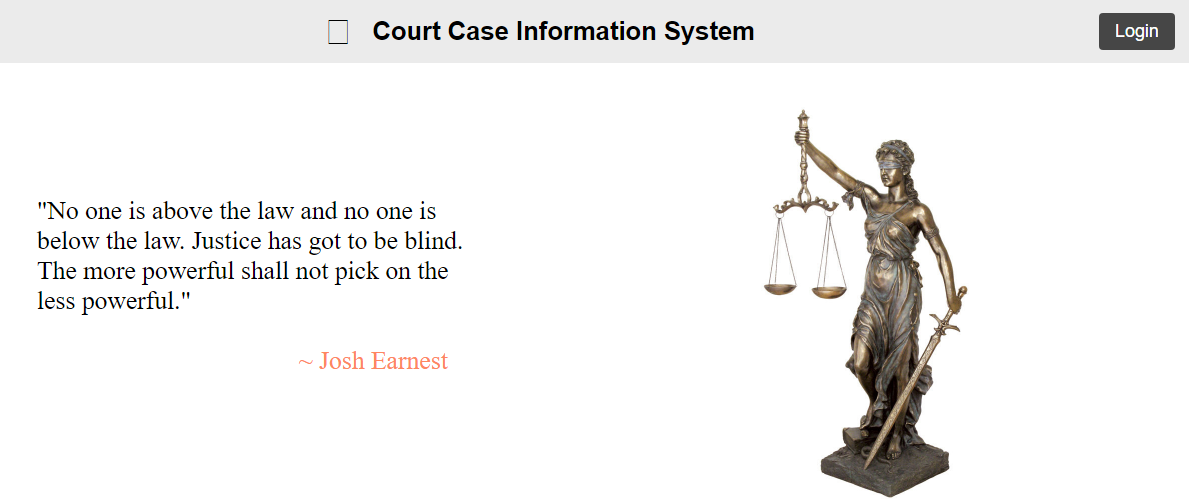 Court Case Information System
Login
"No one is above the law and no one is
below the law. Justice has got to be blind.
The more powerful shall not pick on the
less powerful."
~ Josh Earnest